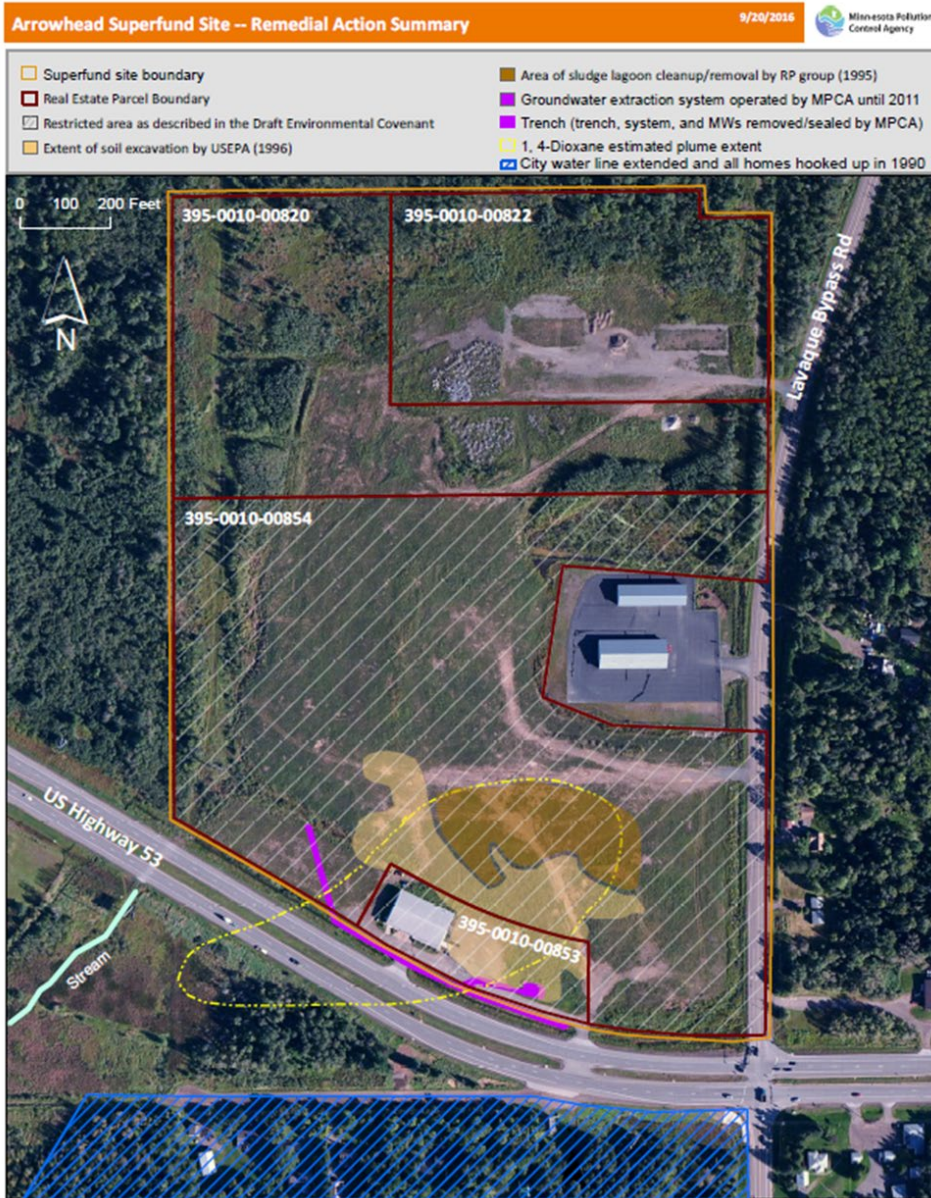 Arrowhead Superfund Site -- Remedial Action Summary
9/20/2016
Minnesota Pollution
Control Agency
Superfund site boundary
Real Estate Parcel Boundary
Restricted area as described in the Draft Environmental Covenant
Extent of soil excavation by USEPA (1996)
Area of sludge lagoon cleanup/removal by RP group (1995)
Groundwater extraction system operated by MPCA until 2011
Trench (trench, system, and MWs removed/sealed by MPCA)
1, 4-Dioxane estimated plume extent
City water line extended and all homes hooked up in 1990
0 100 200 Feet
N
395-0010-00820
395-0010-00822
Lavaque Bypass Rd
395-0010-00854
US Highway 53
395-0010-00853
Stream